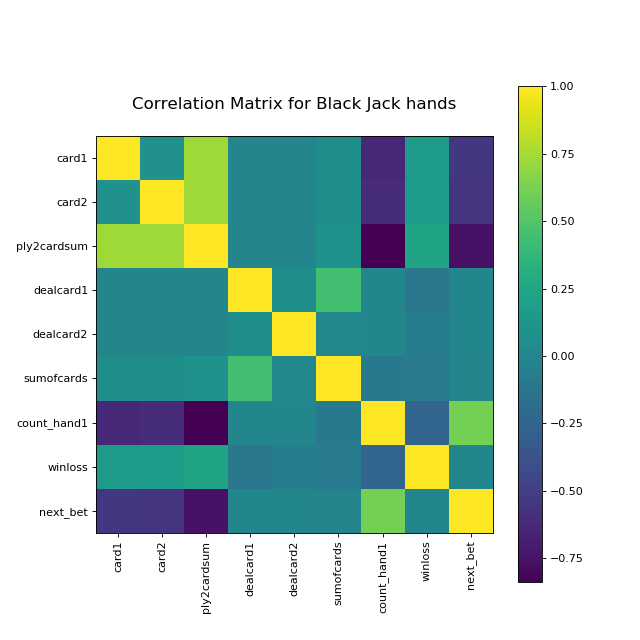 Correlation Matrix for Black Jack hands
card1
card2
ply2cardsum
dealcard1
dealcard2
sumofcards
count_hand1
winloss
next_bet
card1
card2
ply2cardsum
dealcard1
dealcard2
sumofcards
count_hand1
winloss
next_bet
1.00
0.75
0.50
0.25
0.00
−0.25
−0.50
−0.75